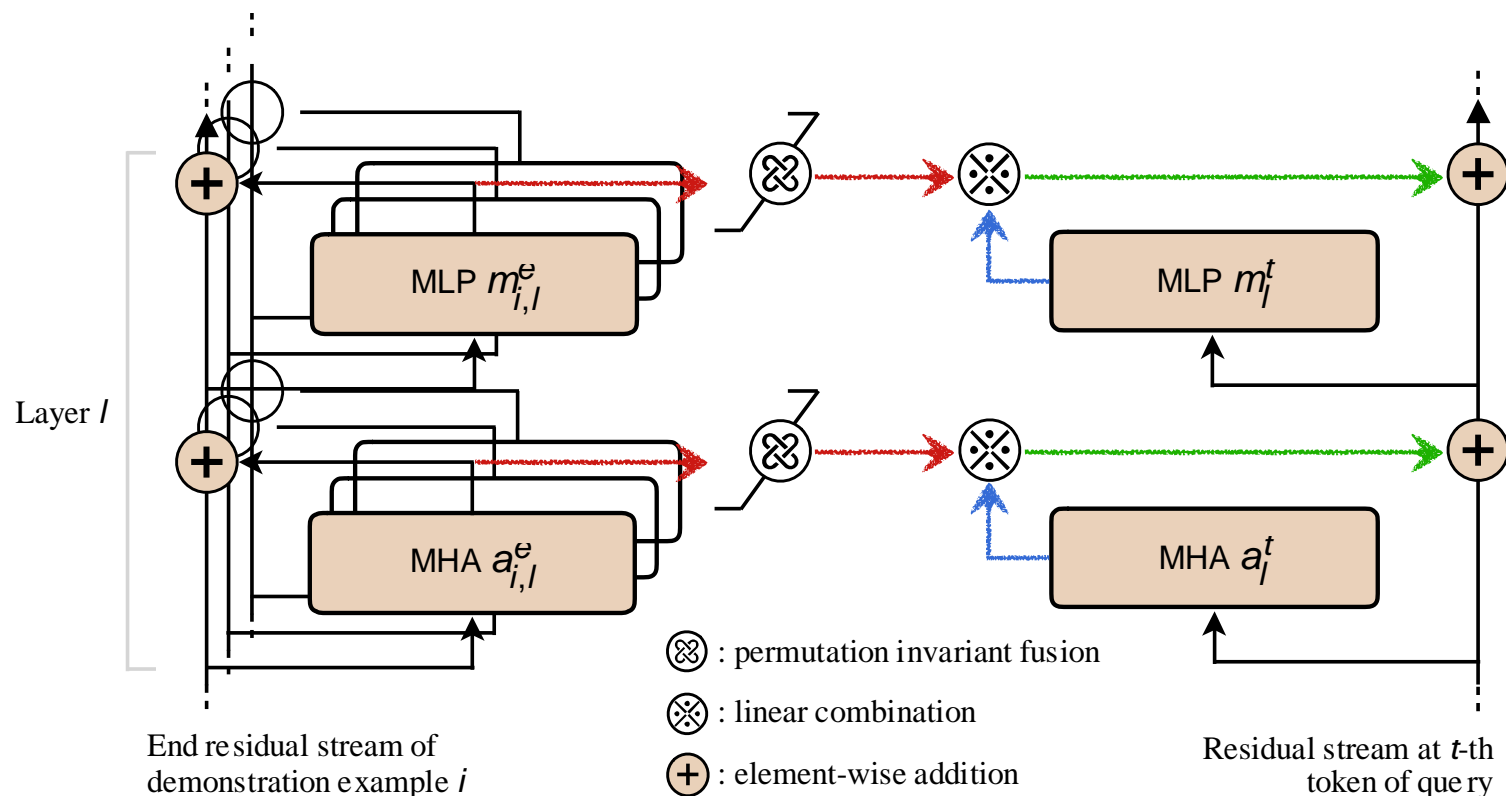 MLP m^e_{i,l}
MLP m^t_l
Layer l
MHA a^e_{i,l}
MHA a^t_l
: permutation invariant fusion
: linear combination
: element-wise addition
End residual stream of
demonstration example i
Residual stream at t-th
token of query